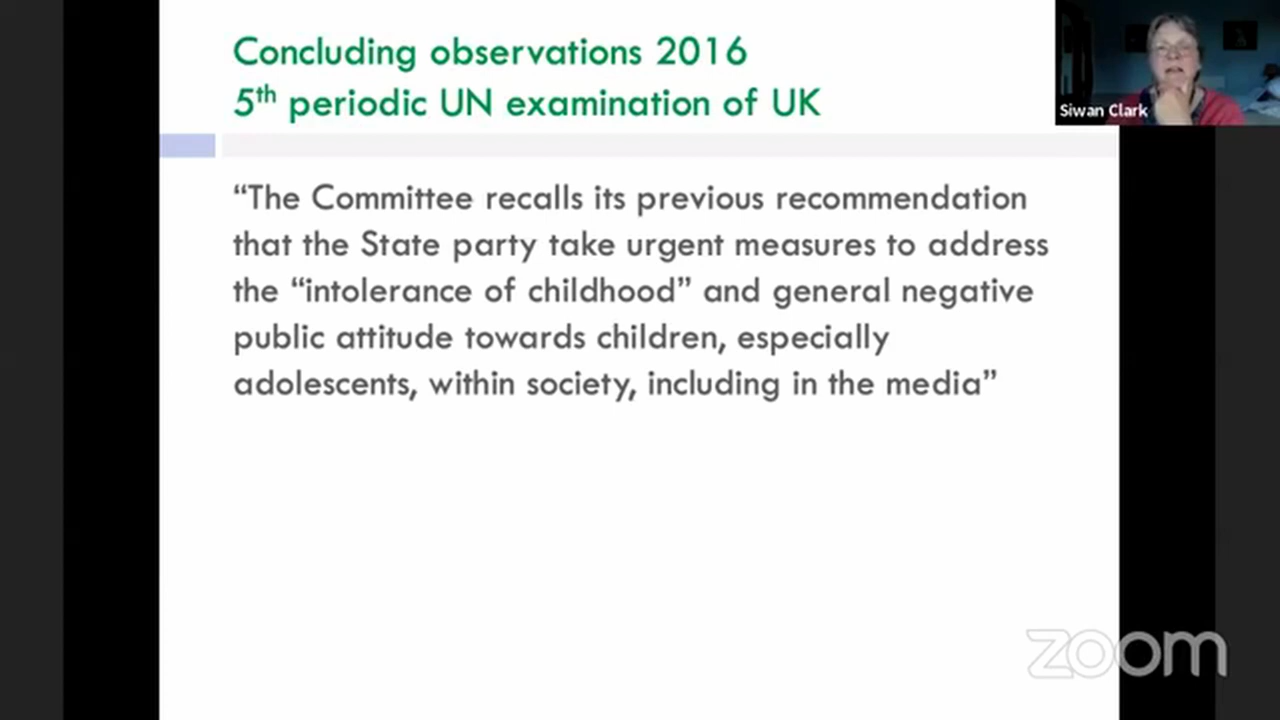 Concluding observations 2016
5th periodic UN examination of UK
Siwan Clark
“The Committee recalls its previous recommendation
that the State party take urgent measures to address
the “intolerance of childhood” and general negative
public attitude towards children, especially
adolescents, within society, including in the media”
zoom